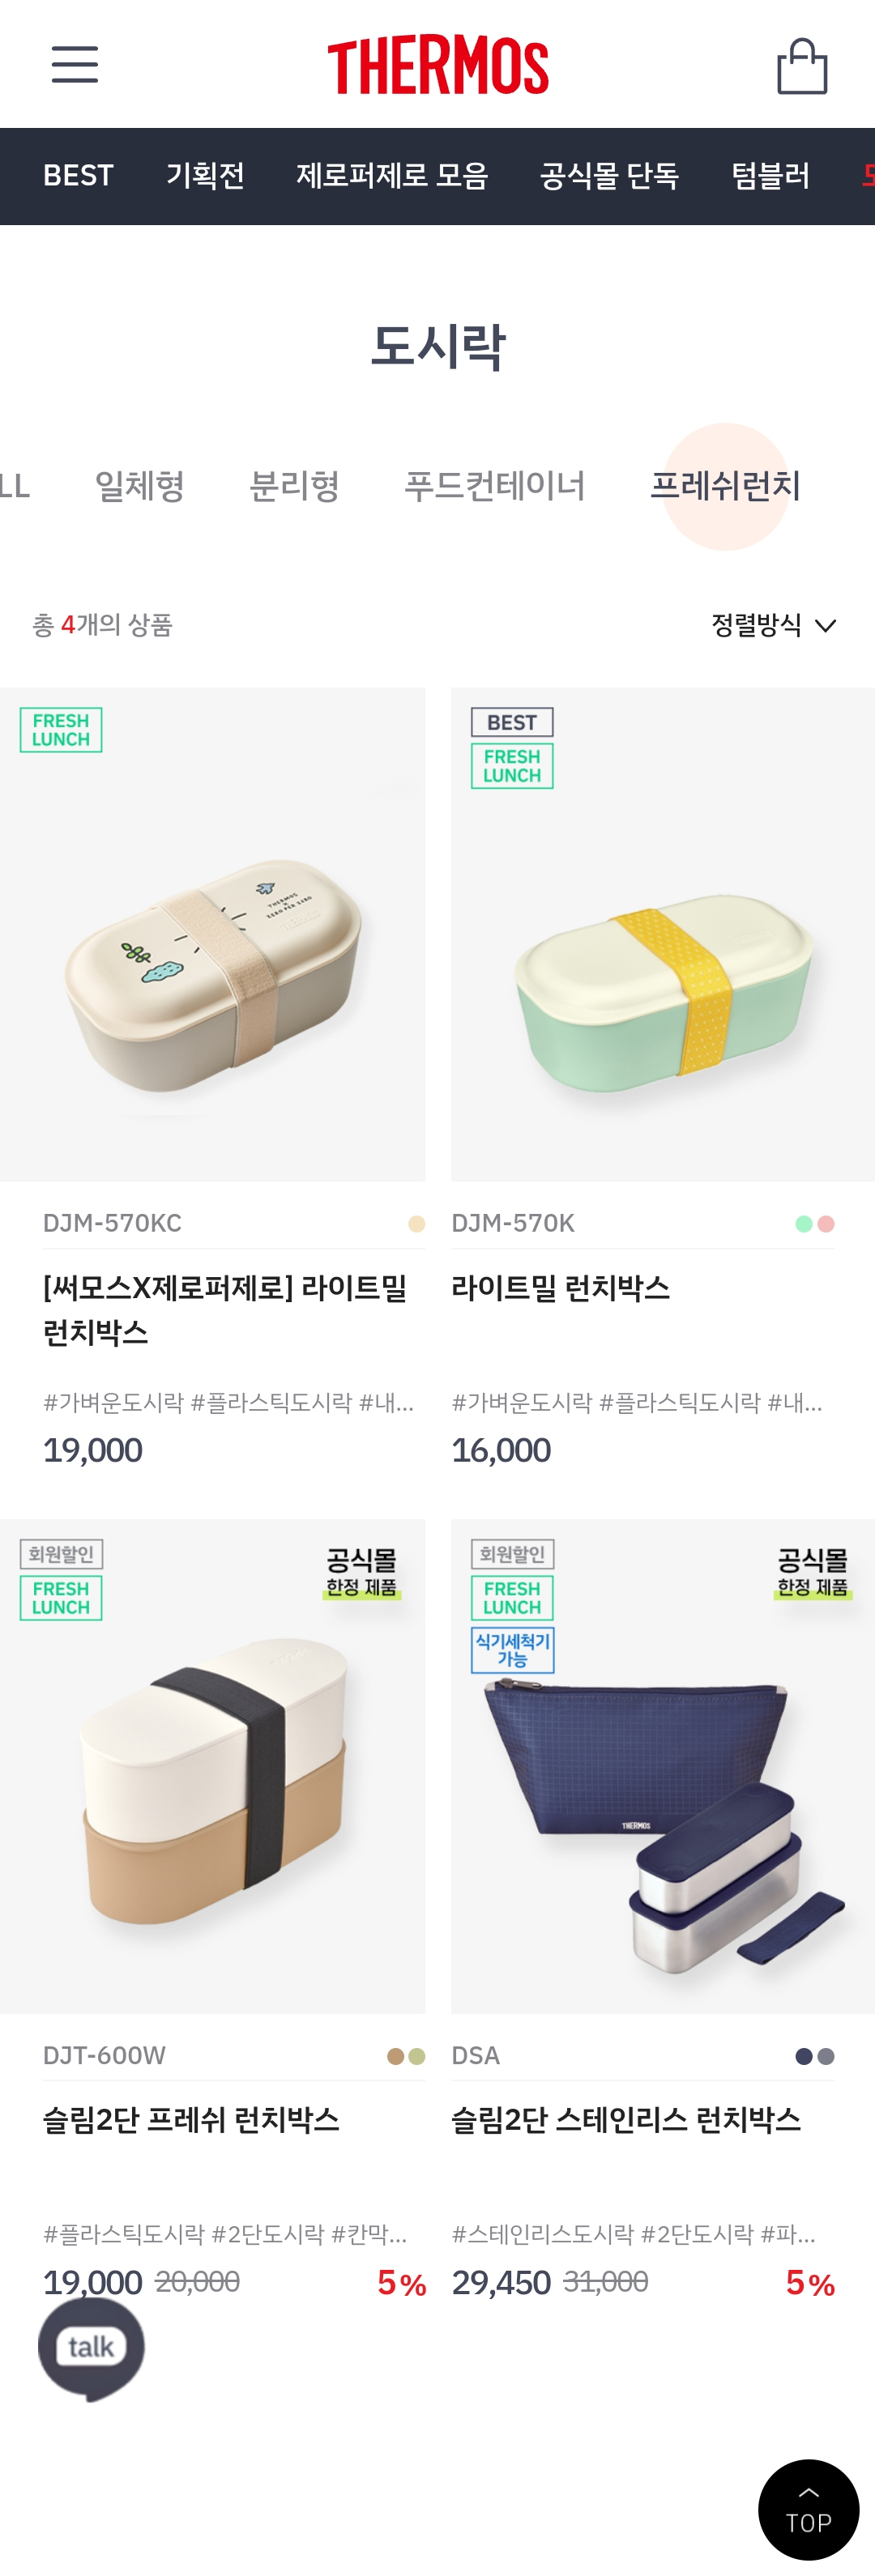 THERMOS
BEST 기획전 제로퍼제로 모음 공식몰 단독 텀블러
도시락
LL 일체형 분리형 푸드컨테이너 프레쉬런치
총 4개의 상품 정렬방식
FRESH
LUNCH
THERMOS
X
ZERO PER ZERO
BEST
FRESH
LUNCH
DJM-570KC
[써모스X제로퍼제로] 라이트밀
런치박스
#가벼운도시락 #플라스틱도시락 #내...
19,000
DJM-570K
라이트밀 런치박스
#가벼운도시락 #플라스틱도시락 #내...
16,000
회원할인
FRESH
LUNCH
공식몰
한정 제품
회원할인
FRESH
LUNCH
식기세척기
가능
공식몰
한정 제품
THERMOS
DJT-600W
슬림2단 프레쉬 런치박스
#플라스틱도시락 #2단도시락 #칸막...
19,000 20,000 5%
DSA
슬림2단 스테인리스 런치박스
#스테인리스도시락 #2단도시락 #파...
29,450 31,000 5%
talk
TOP